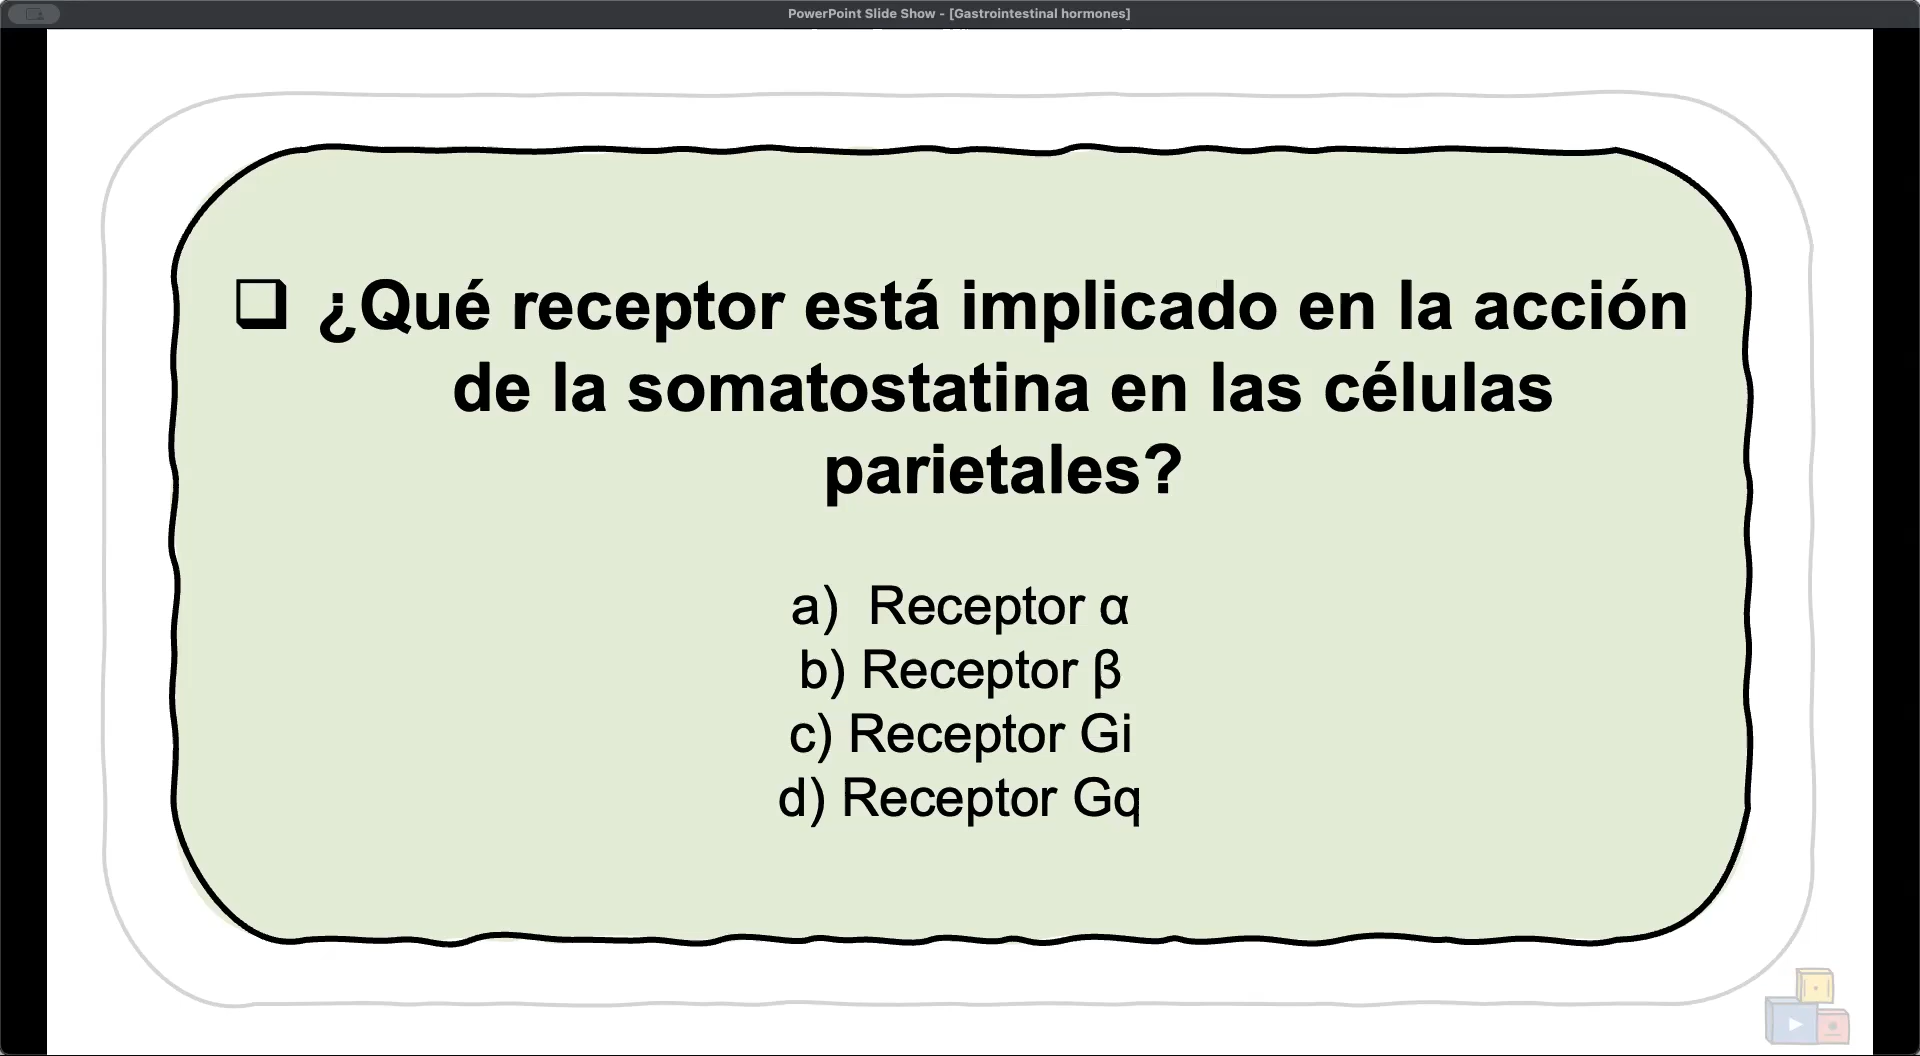 PowerPoint Slide Show - [Gastrointestinal hormones]
❑ ¿Qué receptor está implicado en la acción
de la somatostatina en las células
parietales?
a) Receptor α
b) Receptor β
c) Receptor Gi
d) Receptor Gq